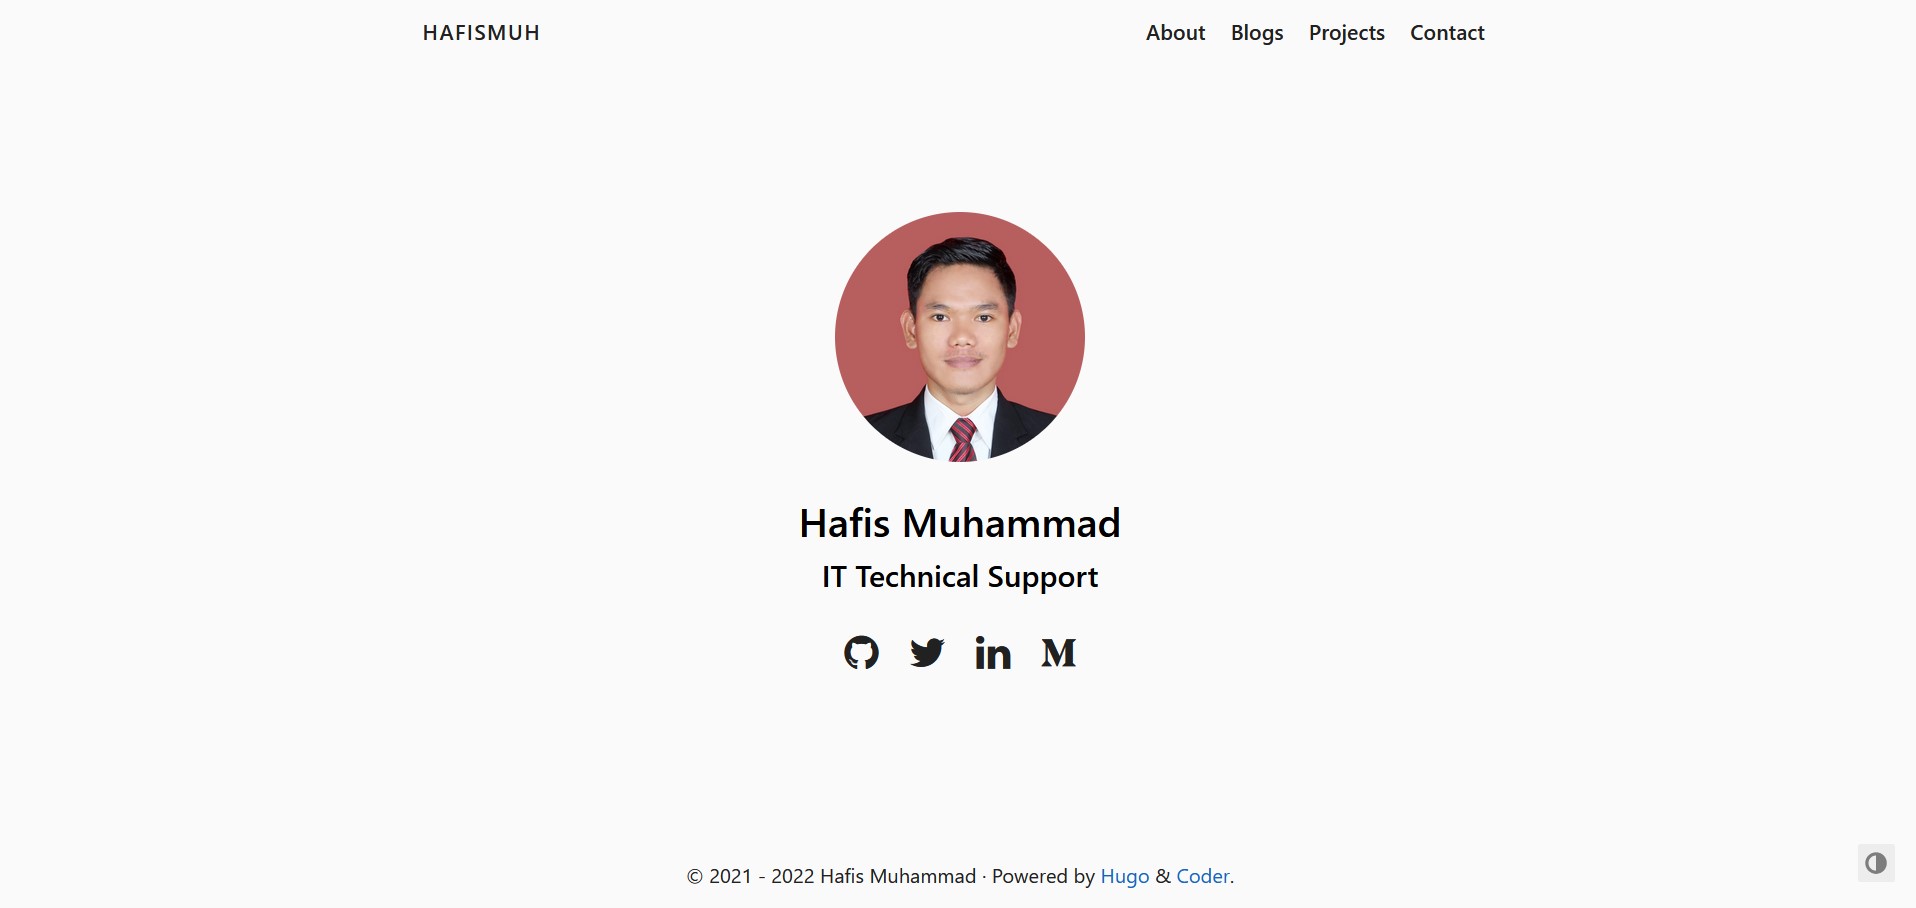 HAFISMUH
About Blogs Projects Contact
Hafis Muhammad
IT Technical Support
© 2021 - 2022 Hafis Muhammad · Powered by Hugo & Coder.